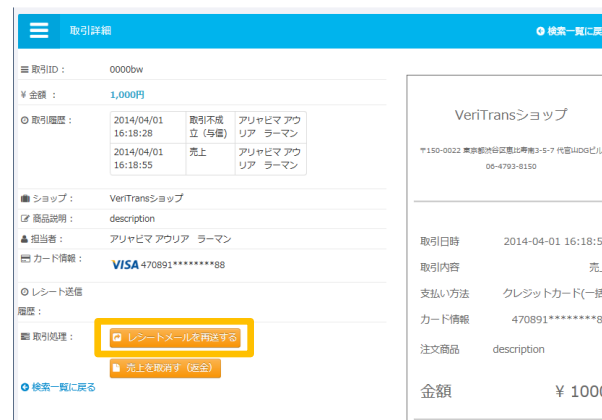 取引詳細
検索一覧に戻
取引ID： 0000bw
¥ 金額 ： 1,000円
取引履歴：
2014/04/01 16:18:28 取引不成立（与信） アリャビマ アウリア ラーマン
2014/04/01 16:18:55 売上 アリャビマ アウリア ラーマン
ショップ： VeriTransショップ
商品説明： description
担当者： アリャビマ アウリア ラーマン
カード情報： VISA 470891********88
レシート送信
履歴：
取引処理： レシートメールを再送する
売上を取消す（返金）
検索一覧に戻る
VeriTransショップ
〒150-0022 東京都渋谷区恵比寿南3-5-7 代官山DGビル
06-4793-8150
取引日時 2014-04-01 16:18:5
取引内容 売上
支払い方法 クレジットカード(一括
カード情報 470891********8
注文商品 description
金額 ¥ 1000